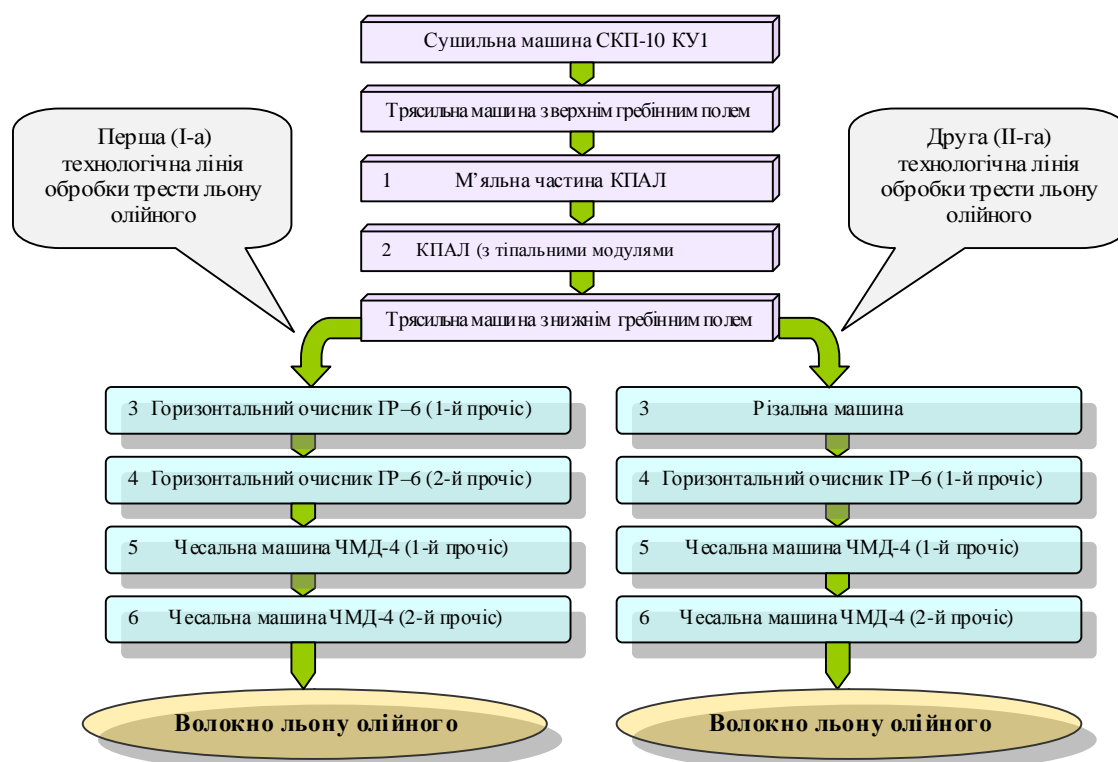 Сушильна машина СКП-10 КУ1
Трясильна машина з верхнім гребінним полем
Перша (І-а)
технологічна лінія
обробки трести льону
олійного
Друга (ІІ-га)
технологічна лінія
обробки трести льону
олійного
1 М’яльна частина КПАЛ
2 КПАЛ (з тіпальними модулями
Трясильна машина з нижнім гребінним полем
3 Горизонтальний очисник ГР–6 (1-й прочіс)
4 Горизонтальний очисник ГР–6 (2-й прочіс)
5 Чесальна машина ЧМД-4 (1-й прочіс)
6 Чесальна машина ЧМД-4 (2-й прочіс)
Волокно льону олійного
3 Різальна машина
4 Горизонтальний очисник ГР–6 (1-й прочіс)
5 Чесальна машина ЧМД-4 (1-й прочіс)
6 Чесальна машина ЧМД-4 (2-й прочіс)
Волокно льону олійного